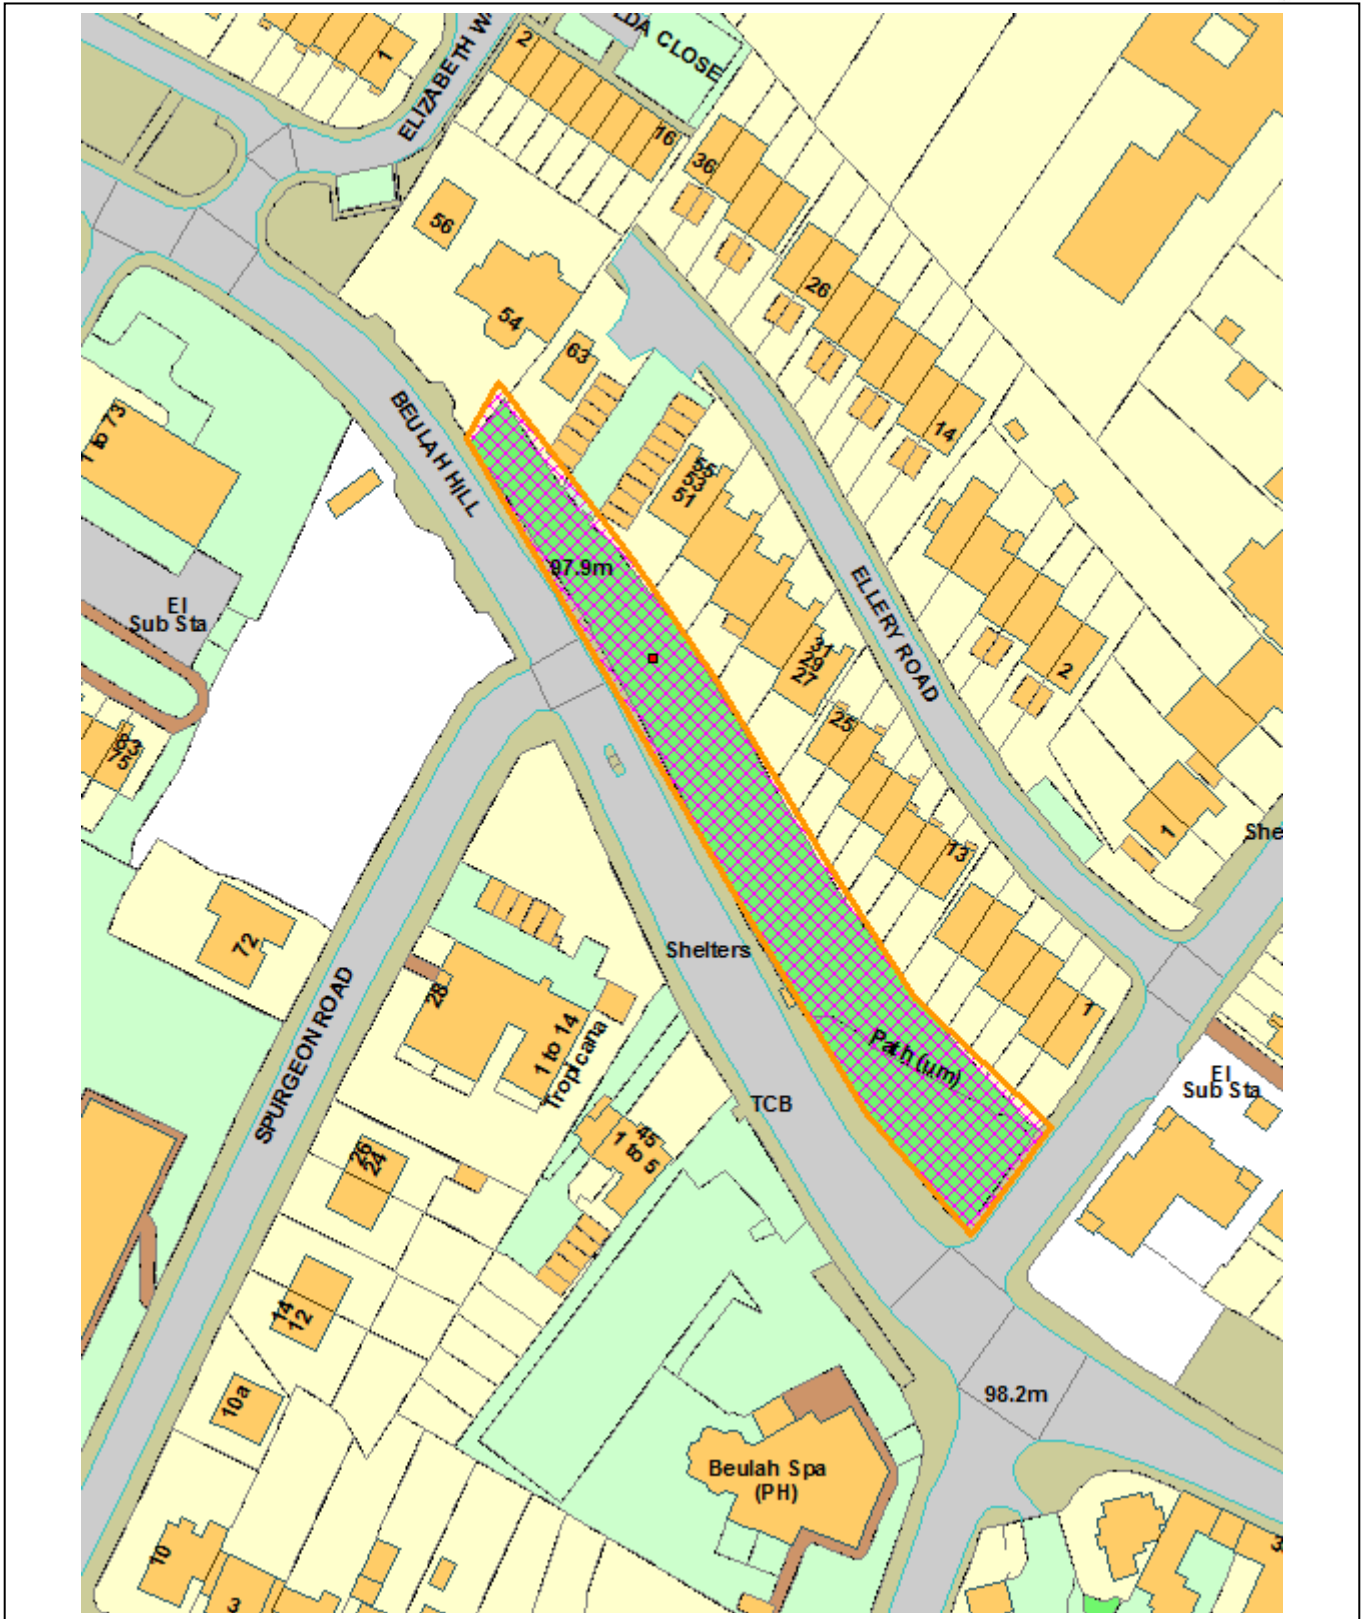 LDA CLOSE
ELIZABETH WA
1
2
16
36
56
54
26
63
14
BEULAH HILL
1 to 73
55
53
51
97.9m
ELLERY ROAD
El
Sub Sta
31
29
27
2
25
83
75
1
She
13
72
Shelters
28
1 to 14
Tropicana
1
Path (um)
SPURGEON ROAD
El
Sub Sta
TCB
45
1 to 5
26
24
14
12
98.2m
10a
Beulah Spa
(PH)
10
3
3